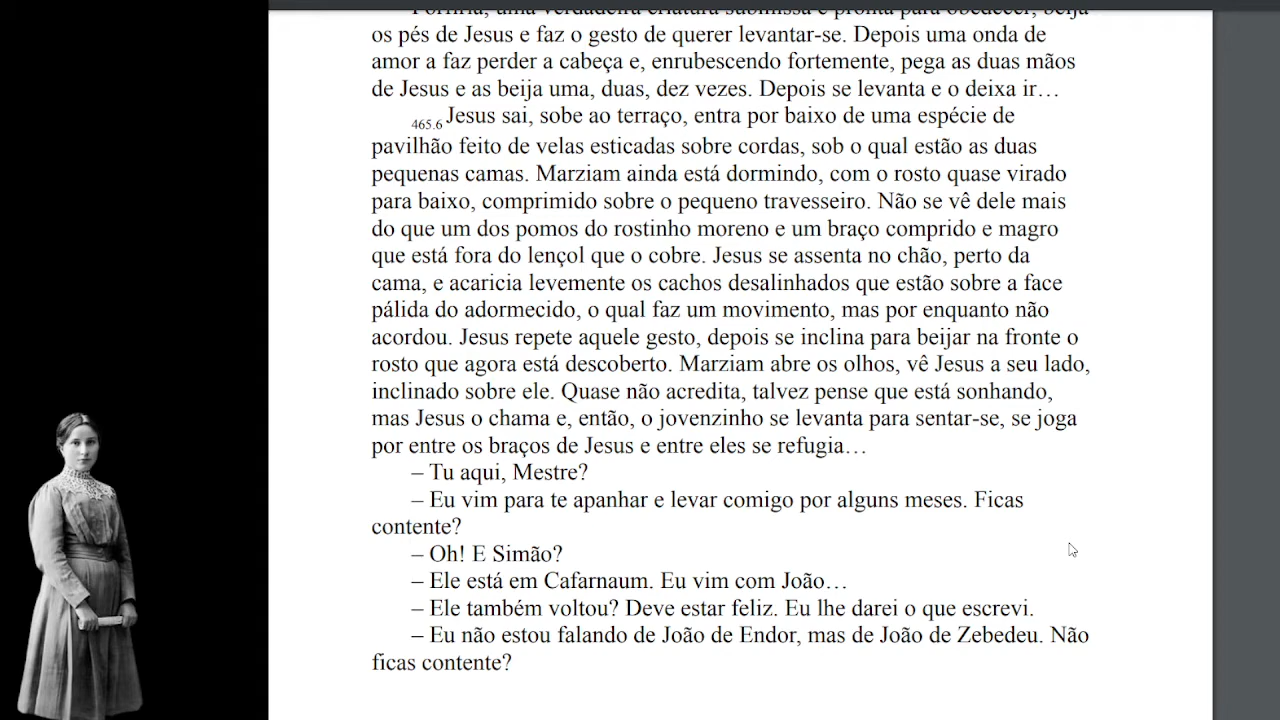 Porfíria, uma verdadeira criatura submissa e pronta para obedecer, beija
os pés de Jesus e faz o gesto de querer levantar-se. Depois uma onda de
amor a faz perder a cabeça e, enrubescendo fortemente, pega as duas mãos
de Jesus e as beija uma, duas, dez vezes. Depois se levanta e o deixa ir…
465.6 Jesus sai, sobe ao terraço, entra por baixo de uma espécie de
pavilhão feito de velas esticadas sobre cordas, sob o qual estão as duas
pequenas camas. Marziam ainda está dormindo, com o rosto quase virado
para baixo, comprimido sobre o pequeno travesseiro. Não se vê dele mais
do que um dos pomos do rostinho moreno e um braço comprido e magro
que está fora do lençol que o cobre. Jesus se assenta no chão, perto da
cama, e acaricia levemente os cachos desalinhados que estão sobre a face
pálida do adormecido, o qual faz um movimento, mas por enquanto não
acordou. Jesus repete aquele gesto, depois se inclina para beijar na fronte o
rosto que agora está descoberto. Marziam abre os olhos, vê Jesus a seu lado,
inclinado sobre ele. Quase não acredita, talvez pense que está sonhando,
mas Jesus o chama e, então, o jovenzinho se levanta para sentar-se, se joga
por entre os braços de Jesus e entre eles se refugia…
– Tu aqui, Mestre?
– Eu vim para te apanhar e levar comigo por alguns meses. Ficas
contente?
– Oh! E Simão?
– Ele está em Cafarnaum. Eu vim com João…
– Ele também voltou? Deve estar feliz. Eu lhe darei o que escrevi.
– Eu não estou falando de João de Endor, mas de João de Zebedeu. Não
ficas contente?